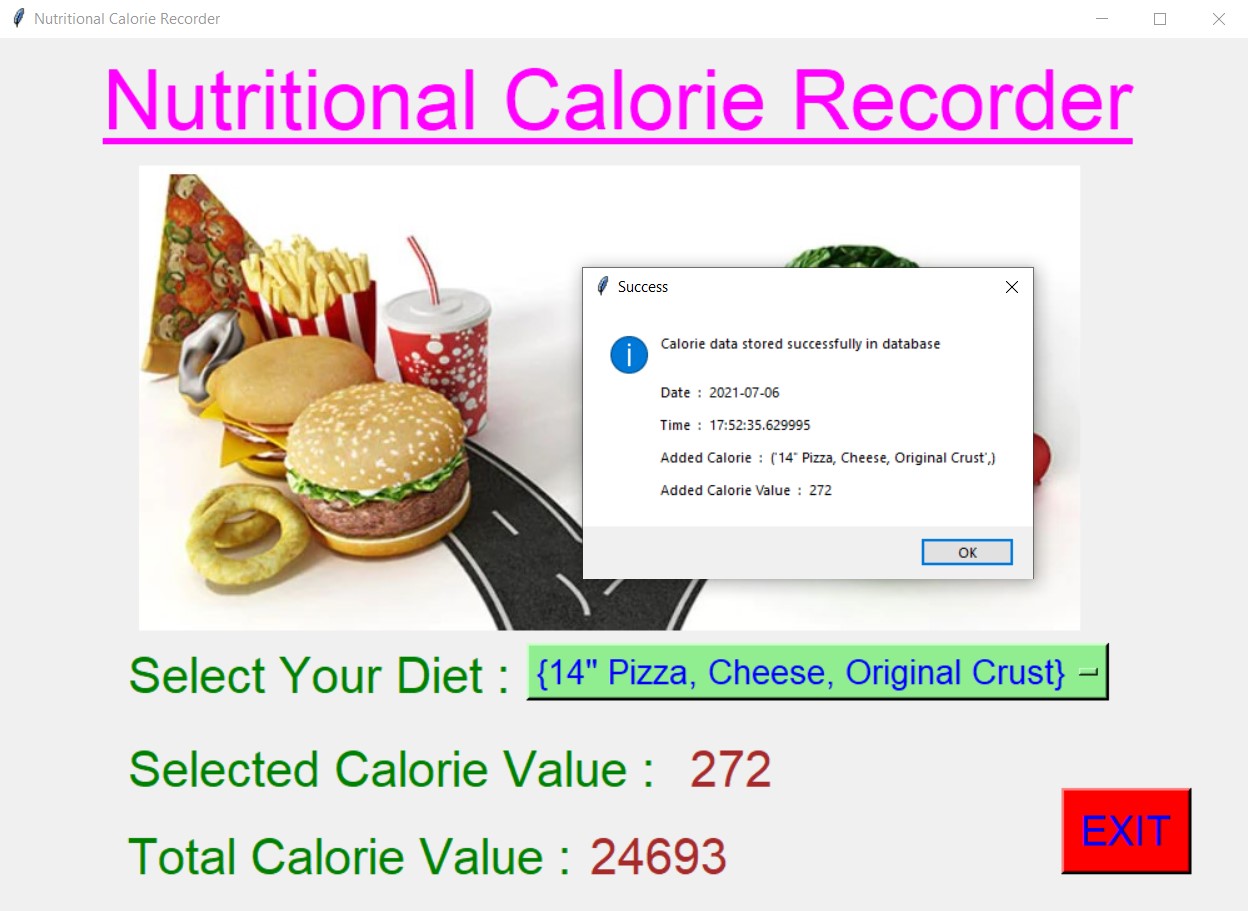 Nutritional Calorie Recorder
Nutritional Calorie Recorder
Success
Calorie data stored successfully in database
Date : 2021-07-06
Time : 17:52:35.629995
Added Calorie : ('14" Pizza, Cheese, Original Crust',)
Added Calorie Value : 272
OK
Select Your Diet : {14" Pizza, Cheese, Original Crust}
Selected Calorie Value : 272
Total Calorie Value : 24693
EXIT